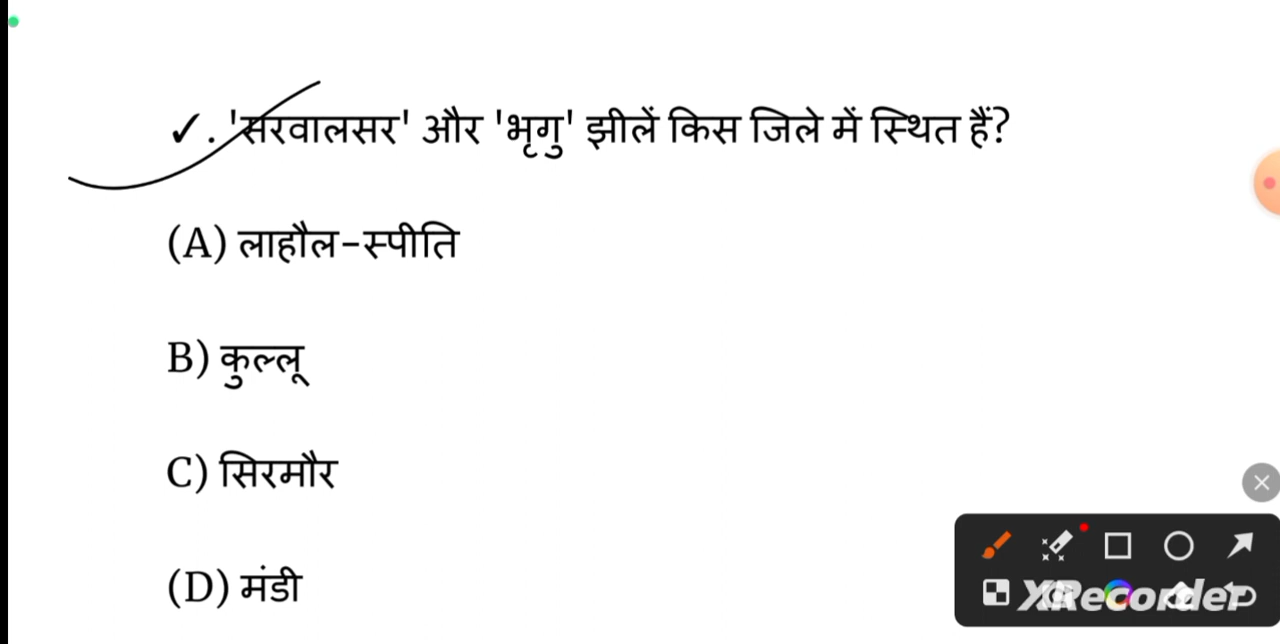 ✓. 'सरवालसर' और 'भृगु' झीलें किस जिले में स्थित हैं?
(A) लाहौल-स्पीति
B) कुल्लू
C) सिरमौर
(D) मंडी
XRecorder